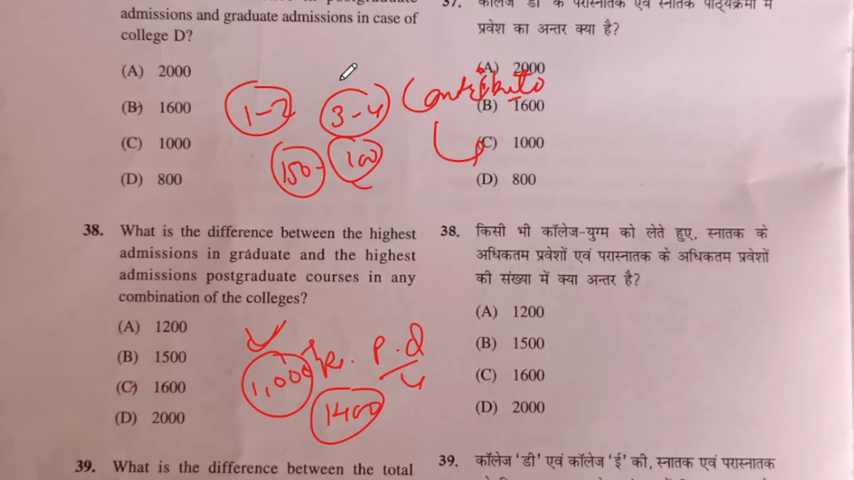 admissions and graduate admissions in case of
college D?
(A) 2000
(B) 1600
(C) 1000
(D) 800
38. What is the difference between the highest
admissions in graduate and the highest
admissions postgraduate courses in any
combination of the colleges?
(A) 1200
(B) 1500
(C) 1600
(D) 2000
39. What is the difference between the total
37. कॉलेज डी के परास्नातक एवं स्नातक पाठ्यक्रमों में
प्रवेश का अन्तर क्या है?
(A) 2000
(B) 1600
(C) 1000
(D) 800
38. किसी भी कॉलेज-युग्म को लेते हुए, स्नातक के
अधिकतम प्रवेशों एवं परास्नातक के अधिकतम प्रवेशों
की संख्या में क्या अन्तर है?
(A) 1200
(B) 1500
(C) 1600
(D) 2000
39. कॉलेज 'डी' एवं कॉलेज 'ई' की, स्नातक एवं परास्नातक
1-2
3-4
150-
100
1,000
P.d
1400